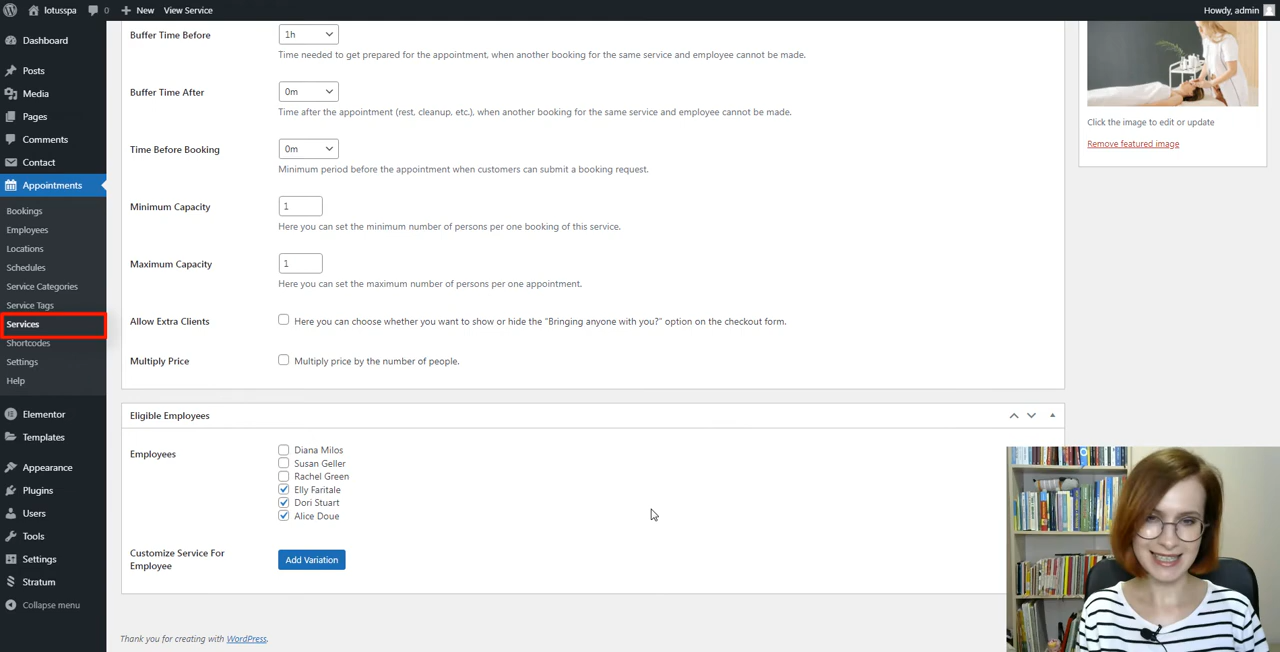 lotusspa 0 New View Service Howdy, admin
Dashboard
Posts
Media
Pages
Comments
Contact
Appointments
Bookings
Employees
Locations
Schedules
Service Categories
Service Tags
Services
Shortcodes
Settings
Help
Elementor
Templates
Appearance
Plugins
Users
Tools
Settings
Stratum
Collapse menu
Buffer Time Before
1h
Time needed to get prepared for the appointment, when another booking for the same service and employee cannot be made.
Buffer Time After
0m
Time after the appointment (rest, cleanup, etc.), when another booking for the same service and employee cannot be made.
Time Before Booking
0m
Minimum period before the appointment when customers can submit a booking request.
Minimum Capacity
1
Here you can set the minimum number of persons per one booking of this service.
Maximum Capacity
1
Here you can set the maximum number of persons per one appointment.
Allow Extra Clients
Here you can choose whether you want to show or hide the "Bringing anyone with you?" option on the checkout form.
Multiply Price
Multiply price by the number of people.
Eligible Employees
Employees
Diana Milos
Susan Geller
Rachel Green
Elly Faritale
Dori Stuart
Alice Doue
Customize Service For
Employee
Add Variation
Thank you for creating with WordPress.
Click the image to edit or update
Remove featured image